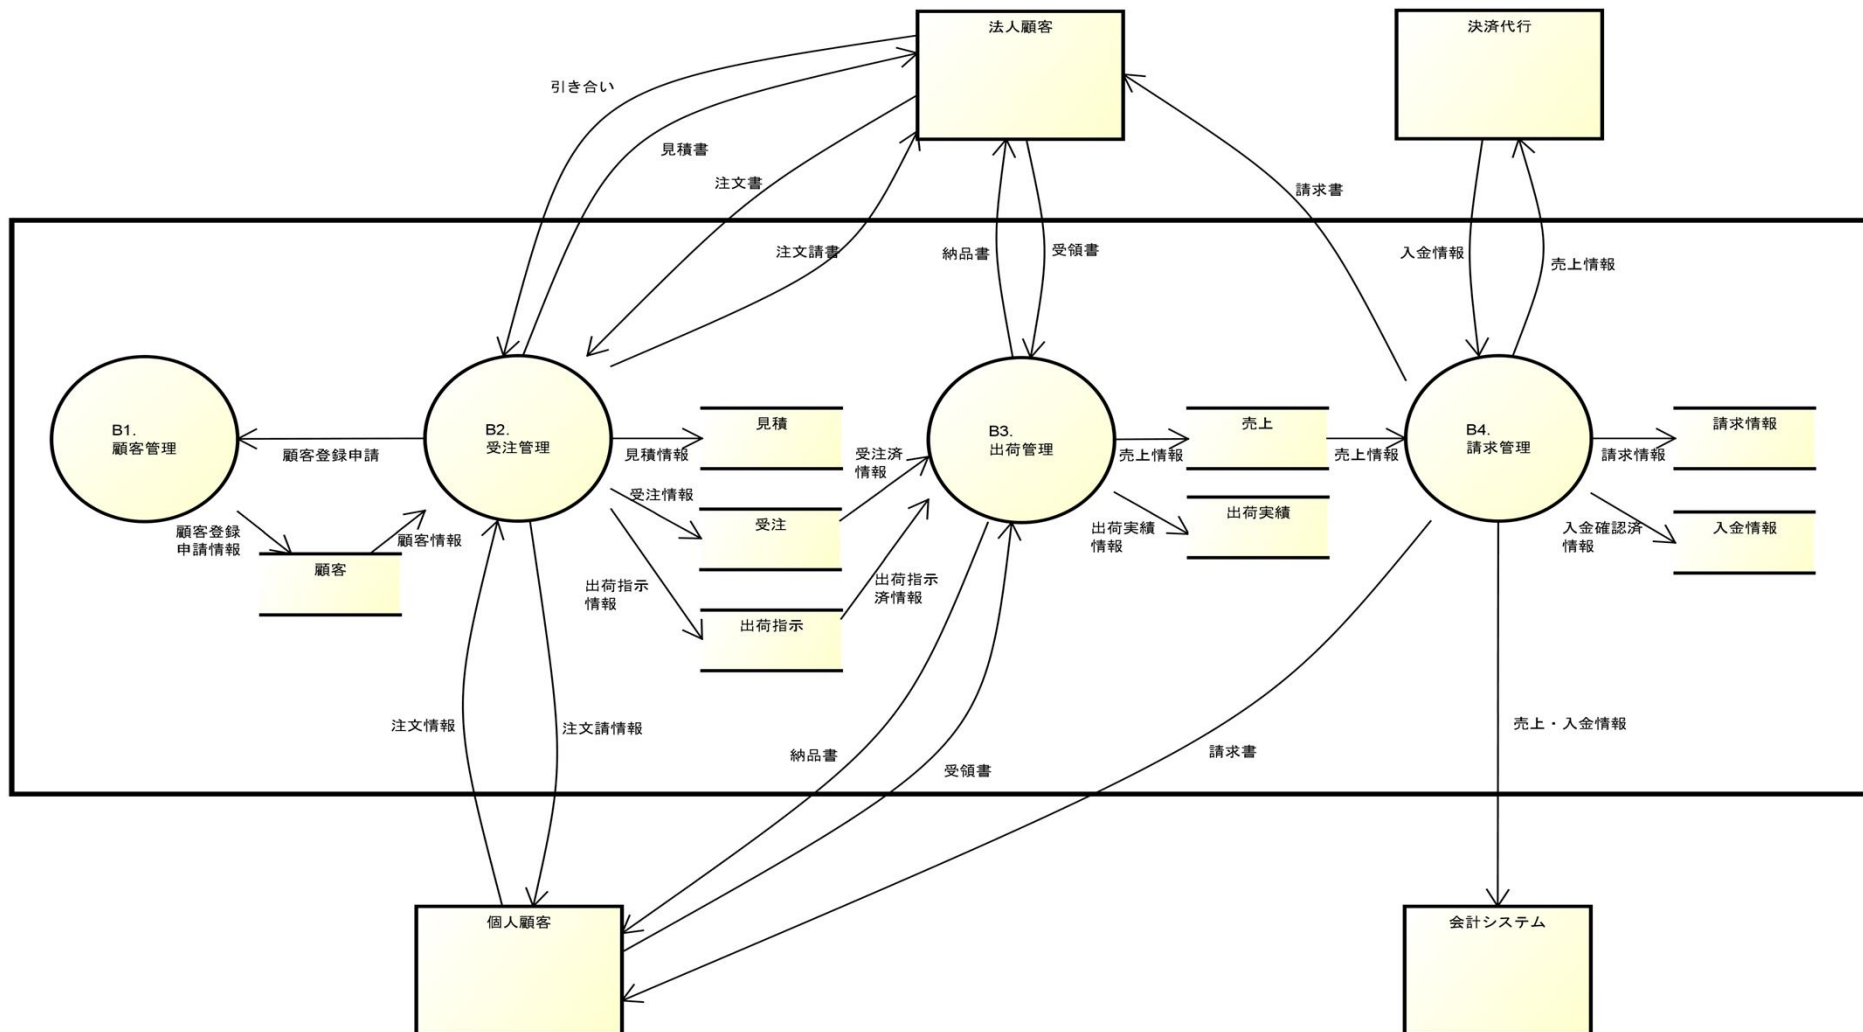 法人顧客
決済代行
引き合い
見積書
注文書
請求書
注文請書
納品書
受領書
入金情報
売上情報
B1.
顧客管理
顧客登録申請
B2.
受注管理
見積情報
見積
受注済
情報
B3.
出荷管理
売上情報
売上
売上情報
B4.
請求管理
請求情報
請求情報
顧客登録
申請情報
顧客情報
顧客
受注情報
受注
出荷実績
情報
出荷実績
入金確認済
情報
入金情報
出荷指示
情報
出荷指示
出荷指示
済情報
注文情報
注文請情報
納品書
受領書
請求書
売上・入金情報
個人顧客
会計システム